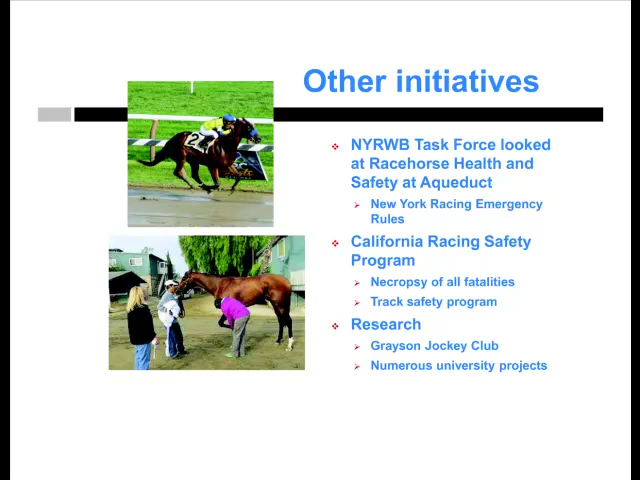 Other initiatives
NYRWB Task Force looked
at Racehorse Health and
Safety at Aqueduct
New York Racing Emergency
Rules
California Racing Safety
Program
Necropsy of all fatalities
Track safety program
Research
Grayson Jockey Club
Numerous university projects
2